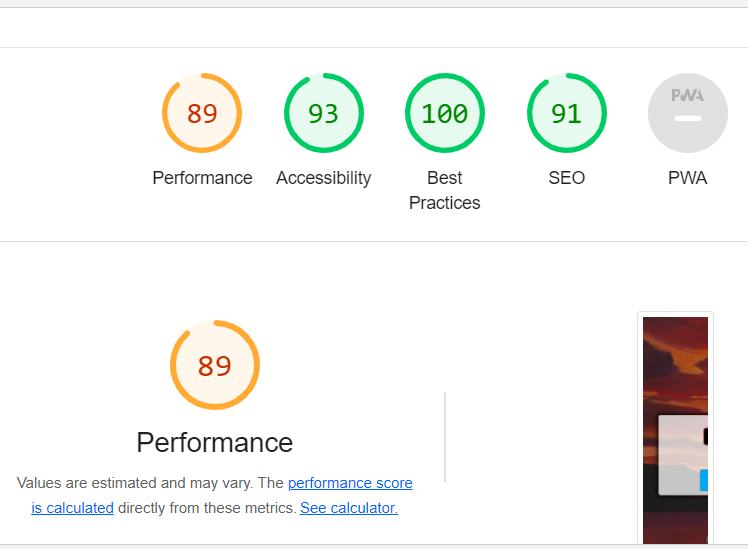 89
93
100
91
PWA
Performance
Accessibility
Best
Practices
SEO
PWA
89
Performance
Values are estimated and may vary. The performance score
is calculated directly from these metrics. See calculator.